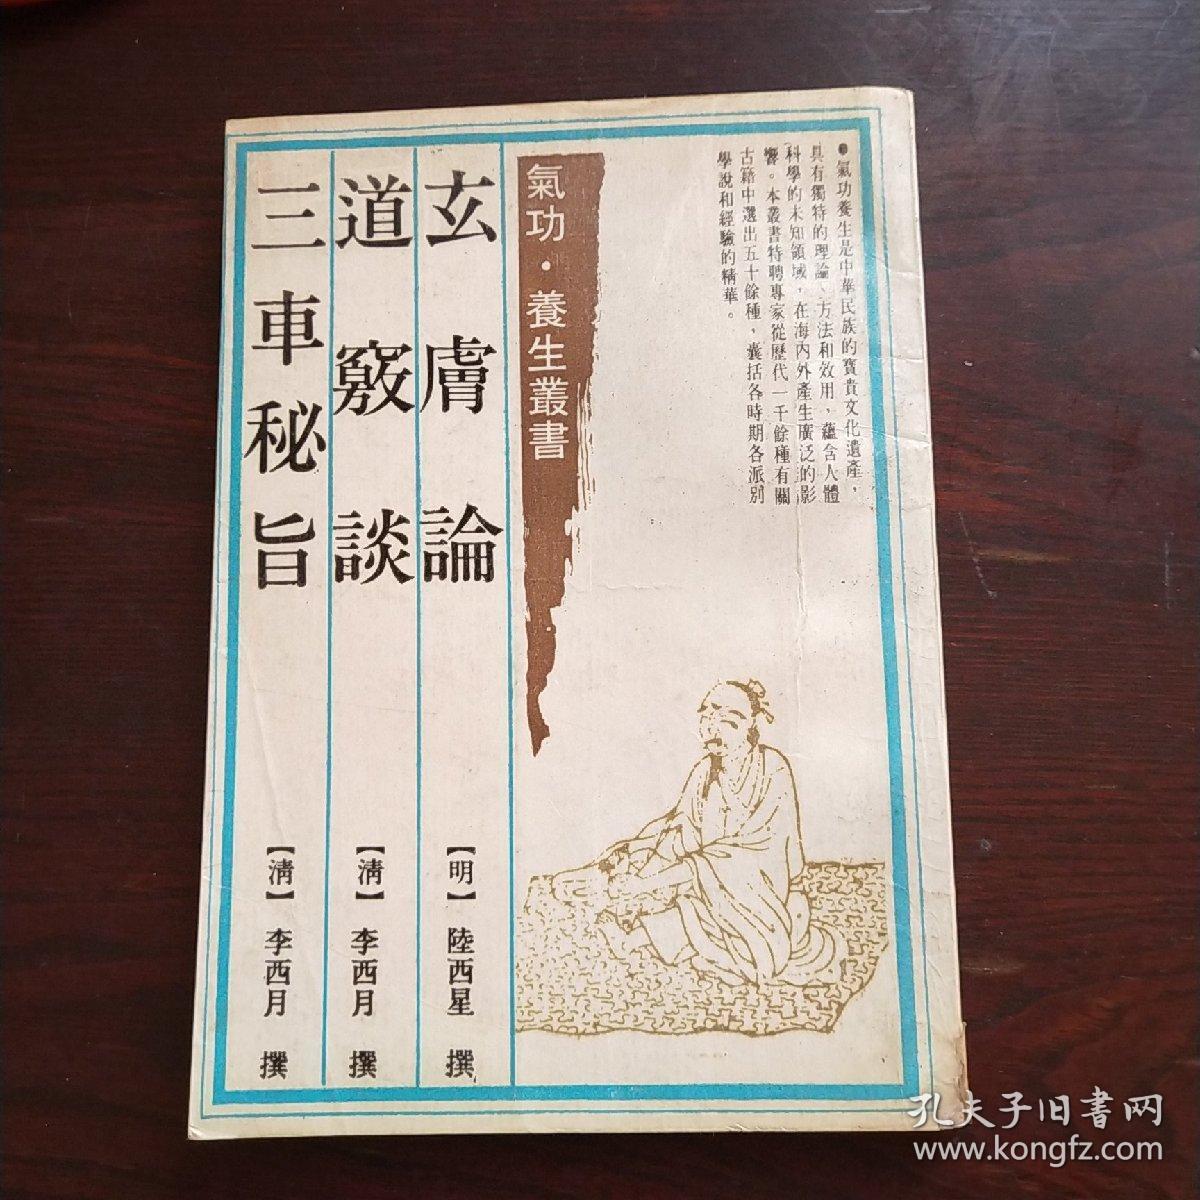 ●氣功養生是中華民族的寶貴文化遺產，
具有獨特的理論、方法和效用，蘊含人體
科學的未知領域，在海內外產生廣泛的影
響。本叢書特聘專家從歷代一千餘種有關
古籍中選出五十餘種，囊括各時期各派別
學說和經驗的精華。
氣功·養生叢書
玄膚論
【明】陸西星 撰
道竅談
【清】李西月 撰
三車秘旨
【清】李西月 撰
孔夫子旧書网
www.kongfz.com